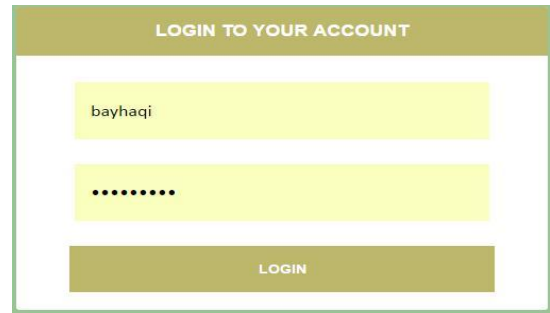 LOGIN TO YOUR ACCOUNT
bayhaqi
•••••••••
LOGIN